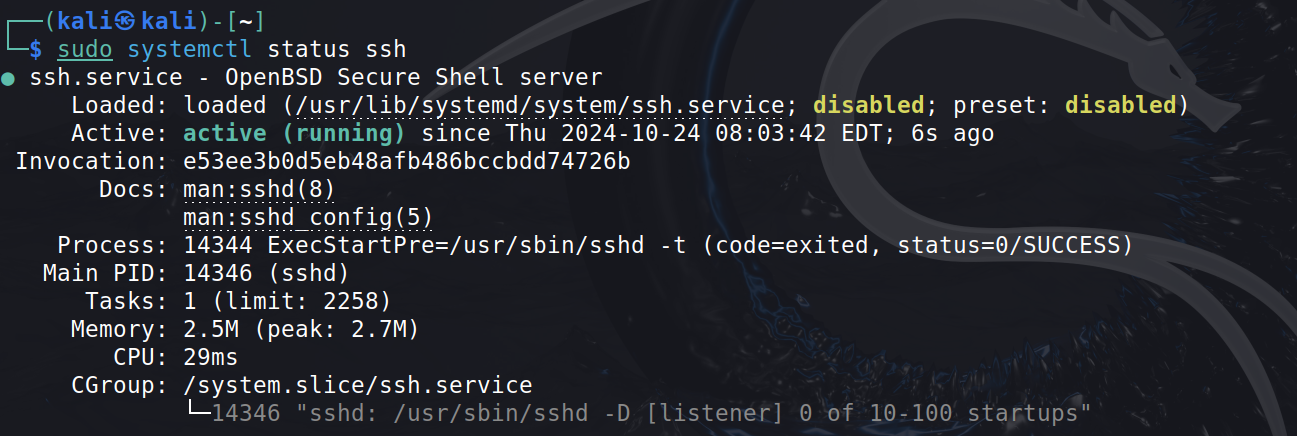 ┌──(kali㉿kali)-[~]
└─$ sudo systemctl status ssh
● ssh.service - OpenBSD Secure Shell server
     Loaded: loaded (/usr/lib/systemd/system/ssh.service; disabled; preset: disabled)
     Active: active (running) since Thu 2024-10-24 08:03:42 EDT; 6s ago
 Invocation: e53ee3b0d5eb48afb486bccbdd74726b
       Docs: man:sshd(8)
             man:sshd_config(5)
    Process: 14344 ExecStartPre=/usr/sbin/sshd -t (code=exited, status=0/SUCCESS)
   Main PID: 14346 (sshd)
      Tasks: 1 (limit: 2258)
     Memory: 2.5M (peak: 2.7M)
        CPU: 29ms
     CGroup: /system.slice/ssh.service
             └─14346 "sshd: /usr/sbin/sshd -D [listener] 0 of 10-100 startups"